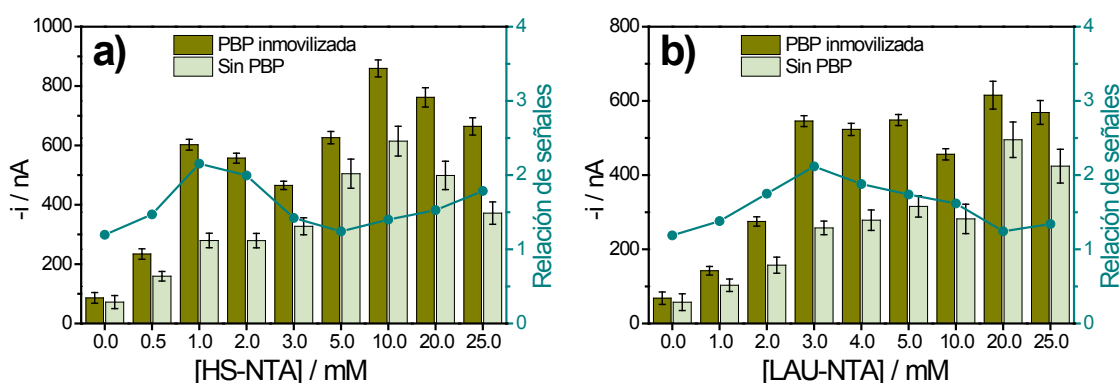 a)
PBP inmovilizada
Sin PBP
1000
800
600
400
200
0
-i / nA
4
3
2
1
0
Relación de señales
0.0 0.5 1.0 2.0 3.0 5.0 10.0 20.0 25.0
[HS-NTA] / mM
b)
PBP inmovilizada
Sin PBP
800
600
400
200
0
-i / nA
4
3
2
1
0
Relación de señales
0.0 1.0 2.0 3.0 4.0 5.0 10.0 20.0 25.0
[LAU-NTA] / mM